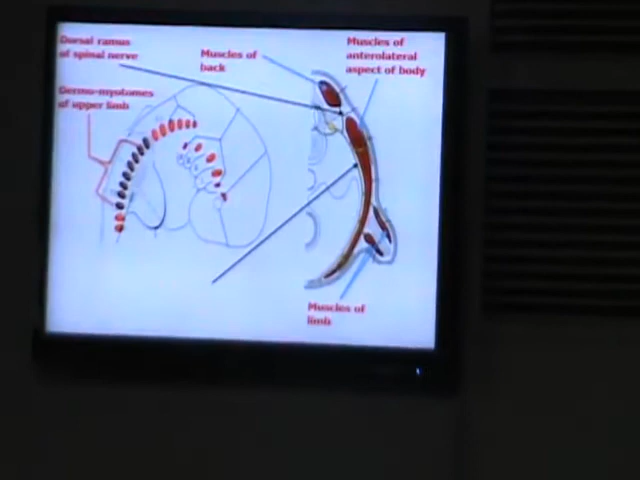 Dorsal ramus
of spinal nerve
Muscles of
back
Muscles of
anterolateral
aspect of body
Dermo-myotomes
of upper limb
Muscles of
limb